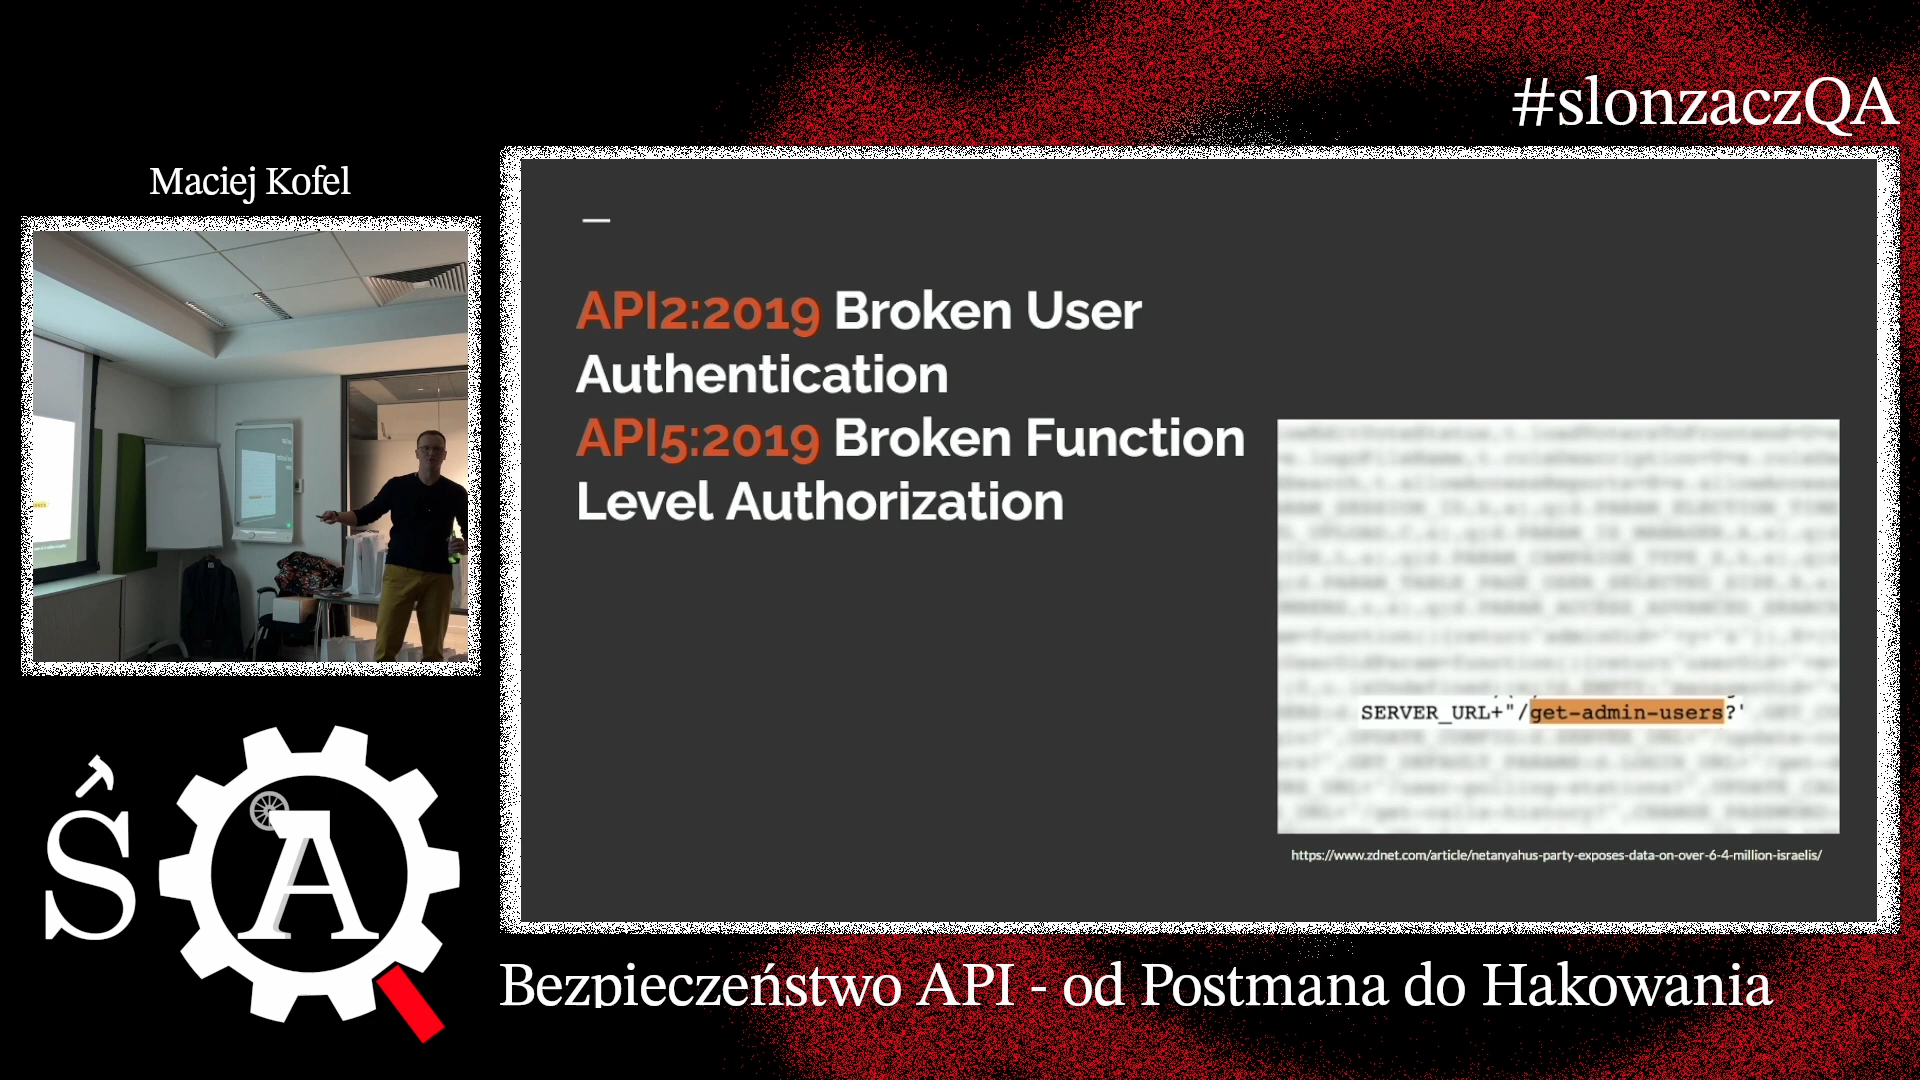 #slonzaczQA
Maciej Kofel
API2:2019 Broken User
Authentication
API5:2019 Broken Function
Level Authorization
SERVER_URL+"/get-admin-users?'
https://www.zdnet.com/article/netanyahus-party-exposes-data-on-over-6-4-million-israelis/
ŚQA
Bezpieczeństwo API - od Postmana do Hakowania